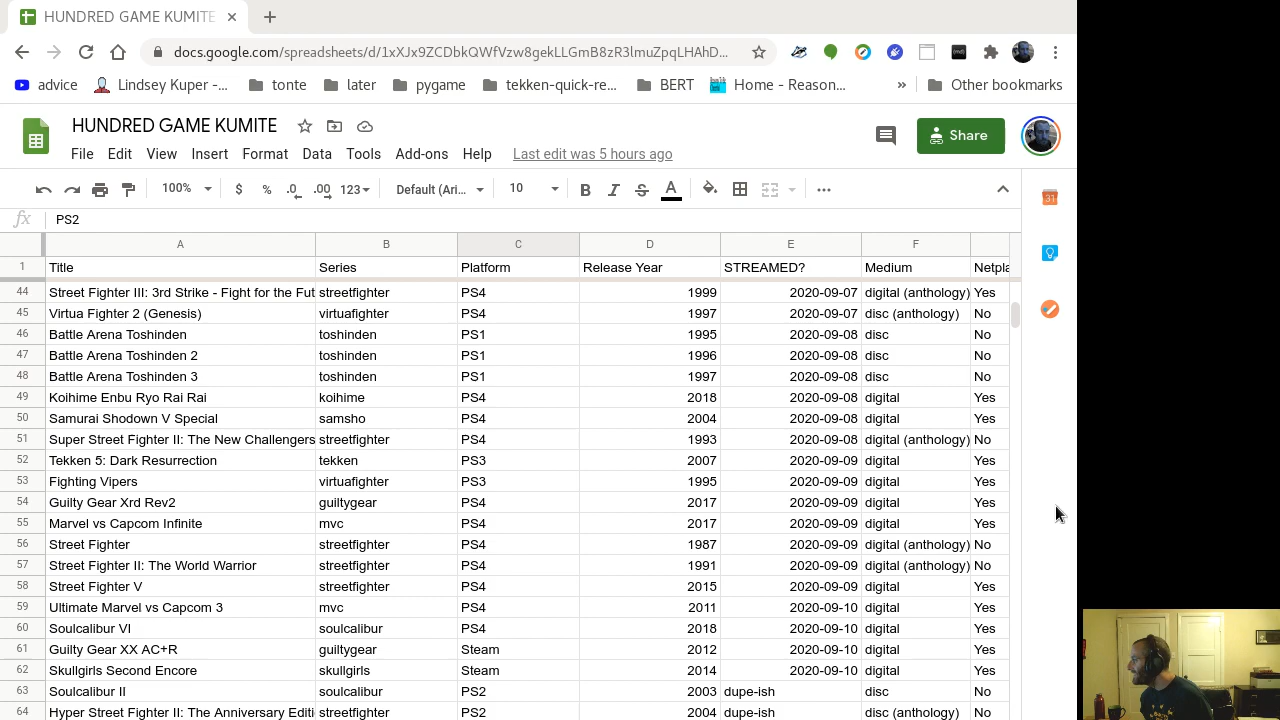 HUNDRED GAME KUMITE
docs.google.com/spreadsheets/d/1xXJx9ZCDbkQWfVzw8gekLLGmB8zR3lmuZpqLHAhD...
advice Lindsey Kuper -... tonte later pygame tekken-quick-re... BERT Home - Reason... » Other bookmarks
HUNDRED GAME KUMITE
Share
File Edit View Insert Format Data Tools Add-ons Help Last edit was 5 hours ago
100% $ % .0 .00 123 Default (Ari... 10 B I S A ...
31
fx PS2
A B C D E F
1 Title Series Platform Release Year STREAMED? Medium Netpla
44 Street Fighter III: 3rd Strike - Fight for the Fut streetfighter PS4 1999 2020-09-07 digital (anthology) Yes
45 Virtua Fighter 2 (Genesis) virtuafighter PS4 1997 2020-09-07 disc (anthology) No
46 Battle Arena Toshinden toshinden PS1 1995 2020-09-08 disc No
47 Battle Arena Toshinden 2 toshinden PS1 1996 2020-09-08 disc No
48 Battle Arena Toshinden 3 toshinden PS1 1997 2020-09-08 disc No
49 Koihime Enbu Ryo Rai Rai koihime PS4 2018 2020-09-08 digital Yes
50 Samurai Shodown V Special samsho PS4 2004 2020-09-08 digital Yes
51 Super Street Fighter II: The New Challengers streetfighter PS4 1993 2020-09-08 digital (anthology) No
52 Tekken 5: Dark Resurrection tekken PS3 2007 2020-09-09 digital Yes
53 Fighting Vipers virtuafighter PS3 1995 2020-09-09 digital Yes
54 Guilty Gear Xrd Rev2 guiltygear PS4 2017 2020-09-09 digital Yes
55 Marvel vs Capcom Infinite mvc PS4 2017 2020-09-09 digital Yes
56 Street Fighter streetfighter PS4 1987 2020-09-09 digital (anthology) No
57 Street Fighter II: The World Warrior streetfighter PS4 1991 2020-09-09 digital (anthology) No
58 Street Fighter V streetfighter PS4 2015 2020-09-09 digital Yes
59 Ultimate Marvel vs Capcom 3 mvc PS4 2011 2020-09-10 digital Yes
60 Soulcalibur VI soulcalibur PS4 2018 2020-09-10 digital Yes
61 Guilty Gear XX AC+R guiltygear Steam 2012 2020-09-10 digital Yes
62 Skullgirls Second Encore skullgirls Steam 2014 2020-09-10 digital Yes
63 Soulcalibur II soulcalibur PS2 2003 dupe-ish disc No
64 Hyper Street Fighter II: The Anniversary Editi streetfighter PS2 2004 dupe-ish disc (anthology) No